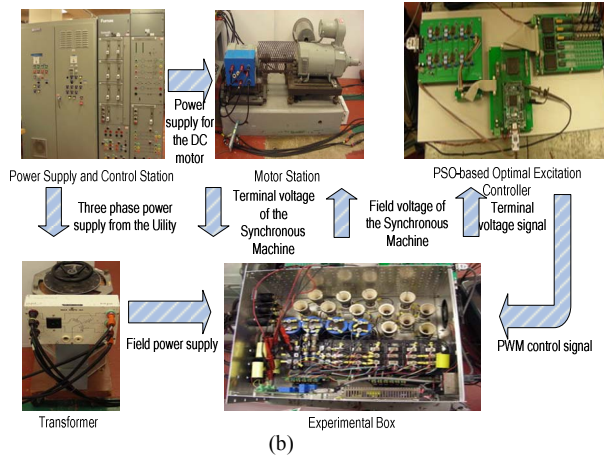 Power
supply for
the DC
motor
Power Supply and Control Station
Motor Station
PSO-based Optimal Excitation
Controller
Three phase power
supply from the Uility
Terminal voltage
of the
Synchronous
Machine
Field voltage of
the Synchronous
Machine
Terminal
voltage signal
Field power supply
PWM control signal
Transformer
Experimental Box
(b)